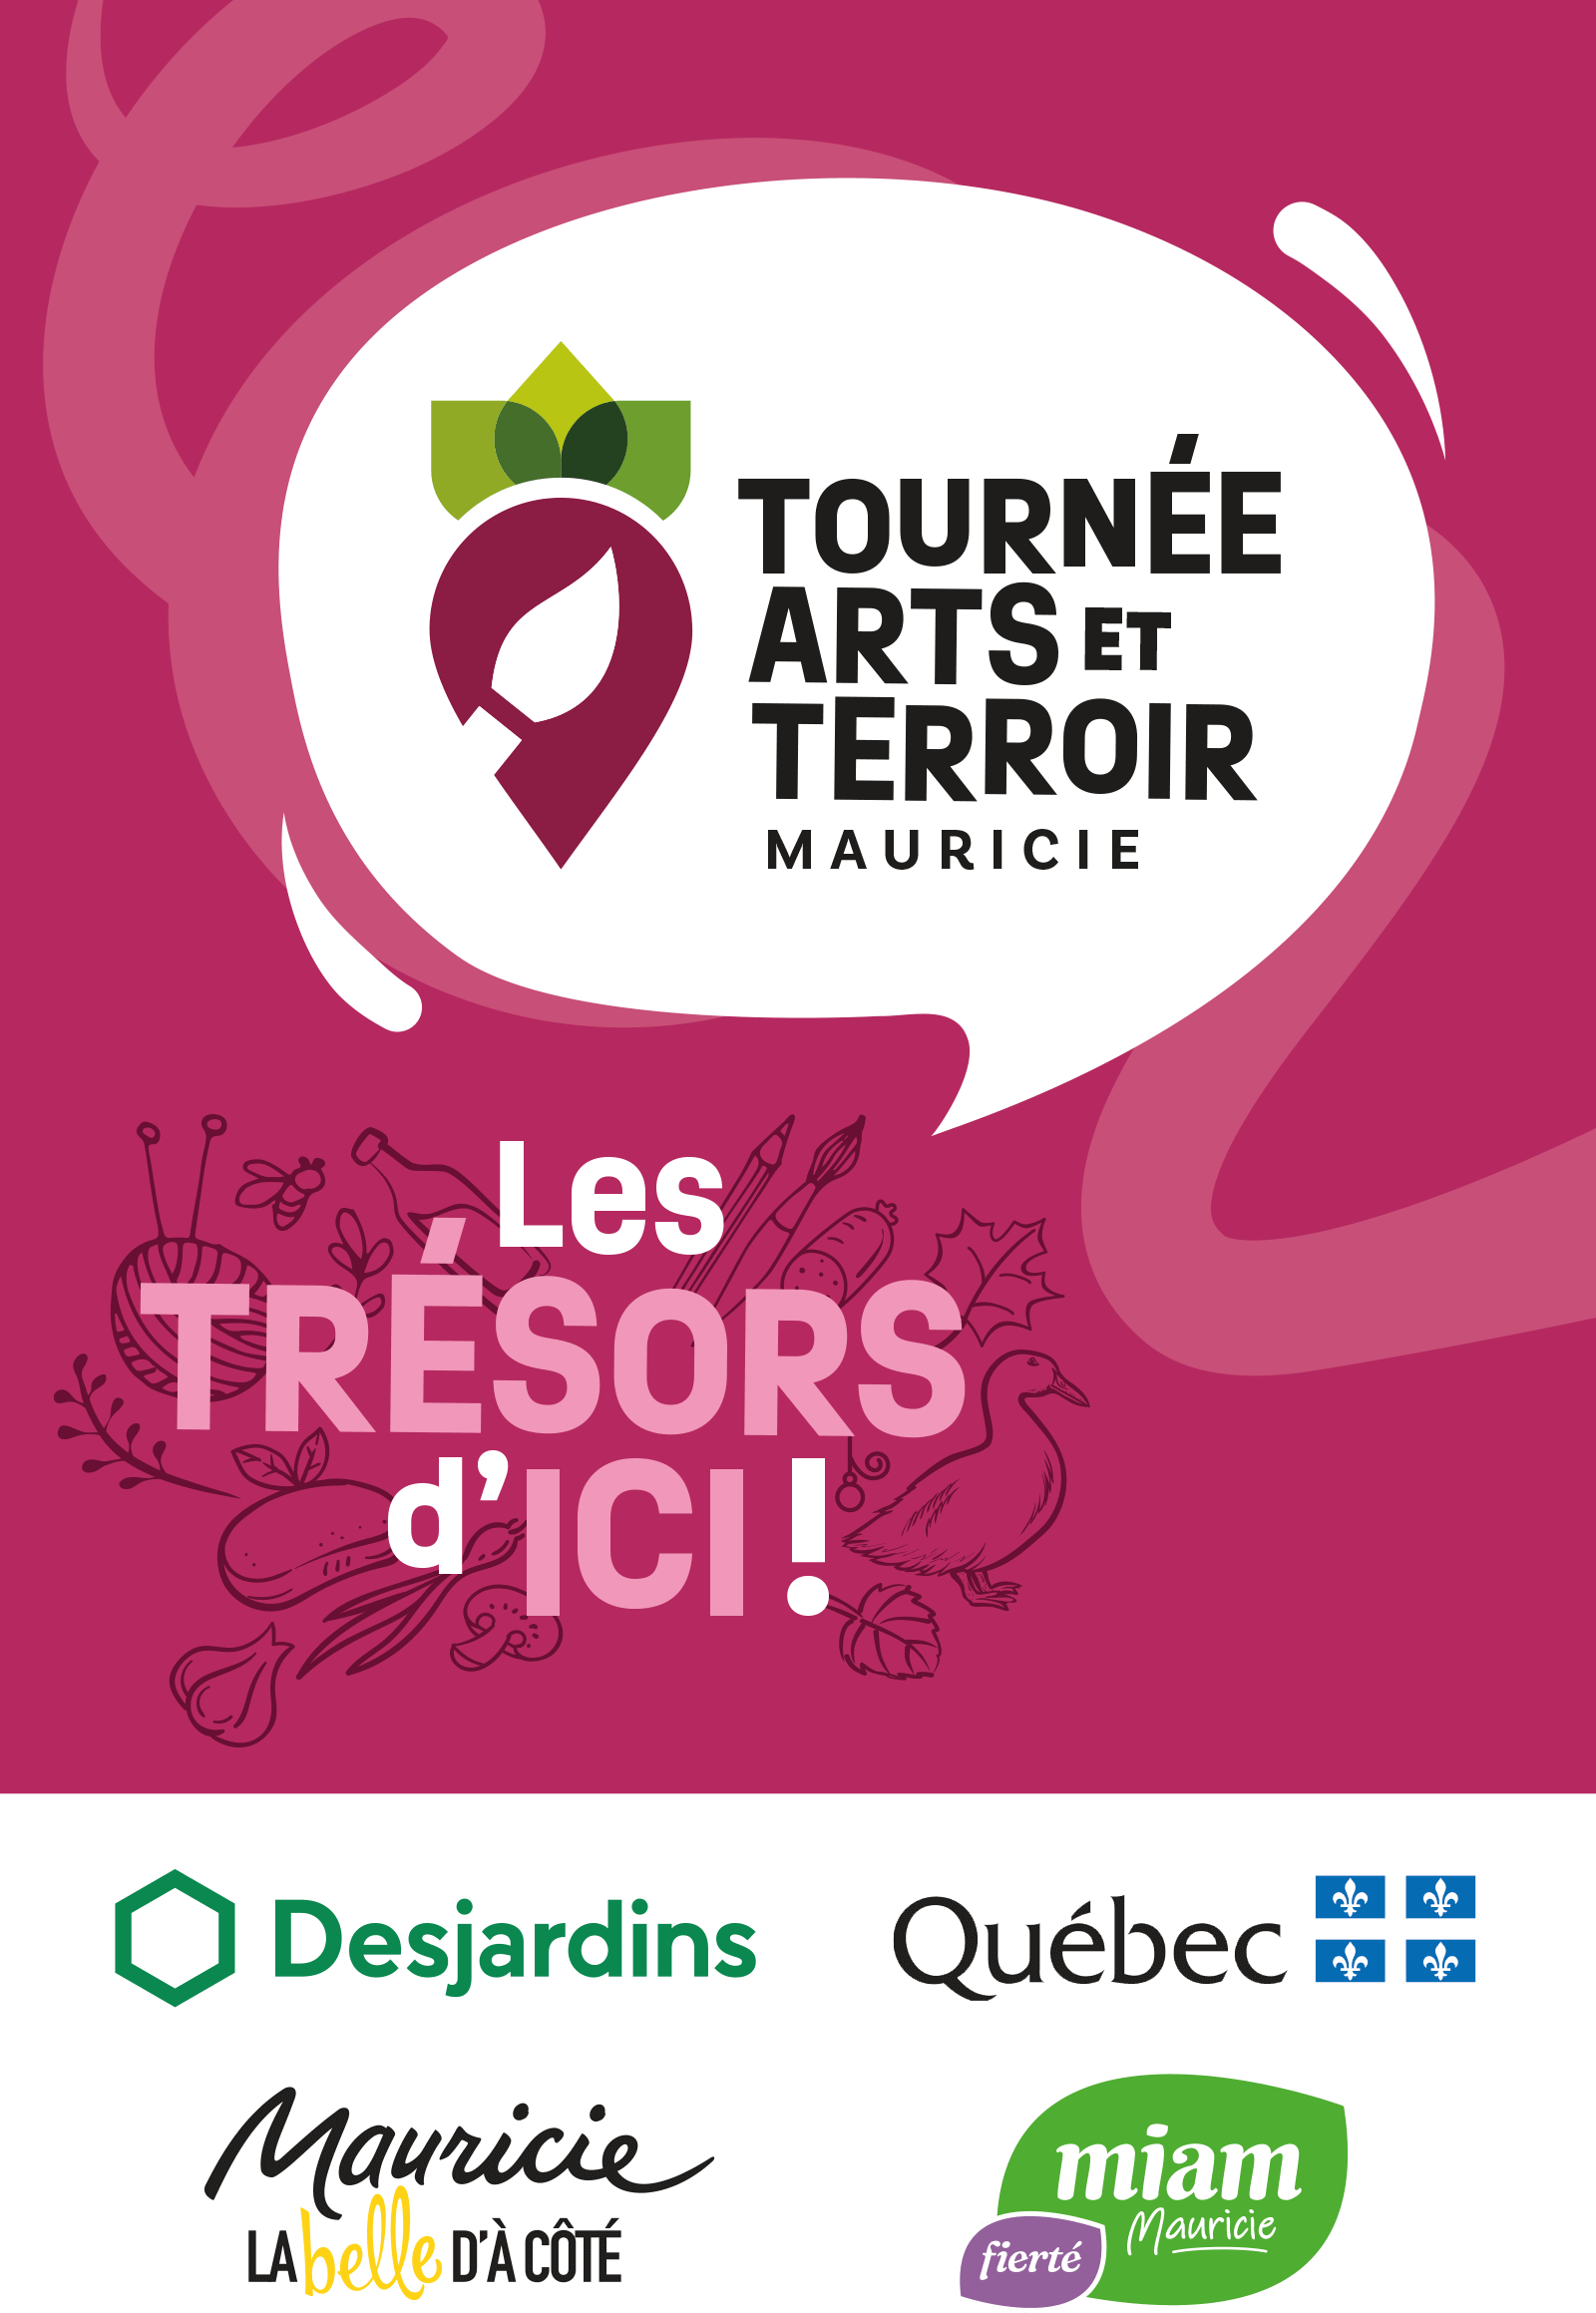 TOURNÉE
ARTS ET
TERROIR
MAURICIE
Les
TRÉSORS
d'ICI !
Desjardins
Québec
Mauricie
LA belle D'À CÔTÉ
miam
Mauricie
fierté